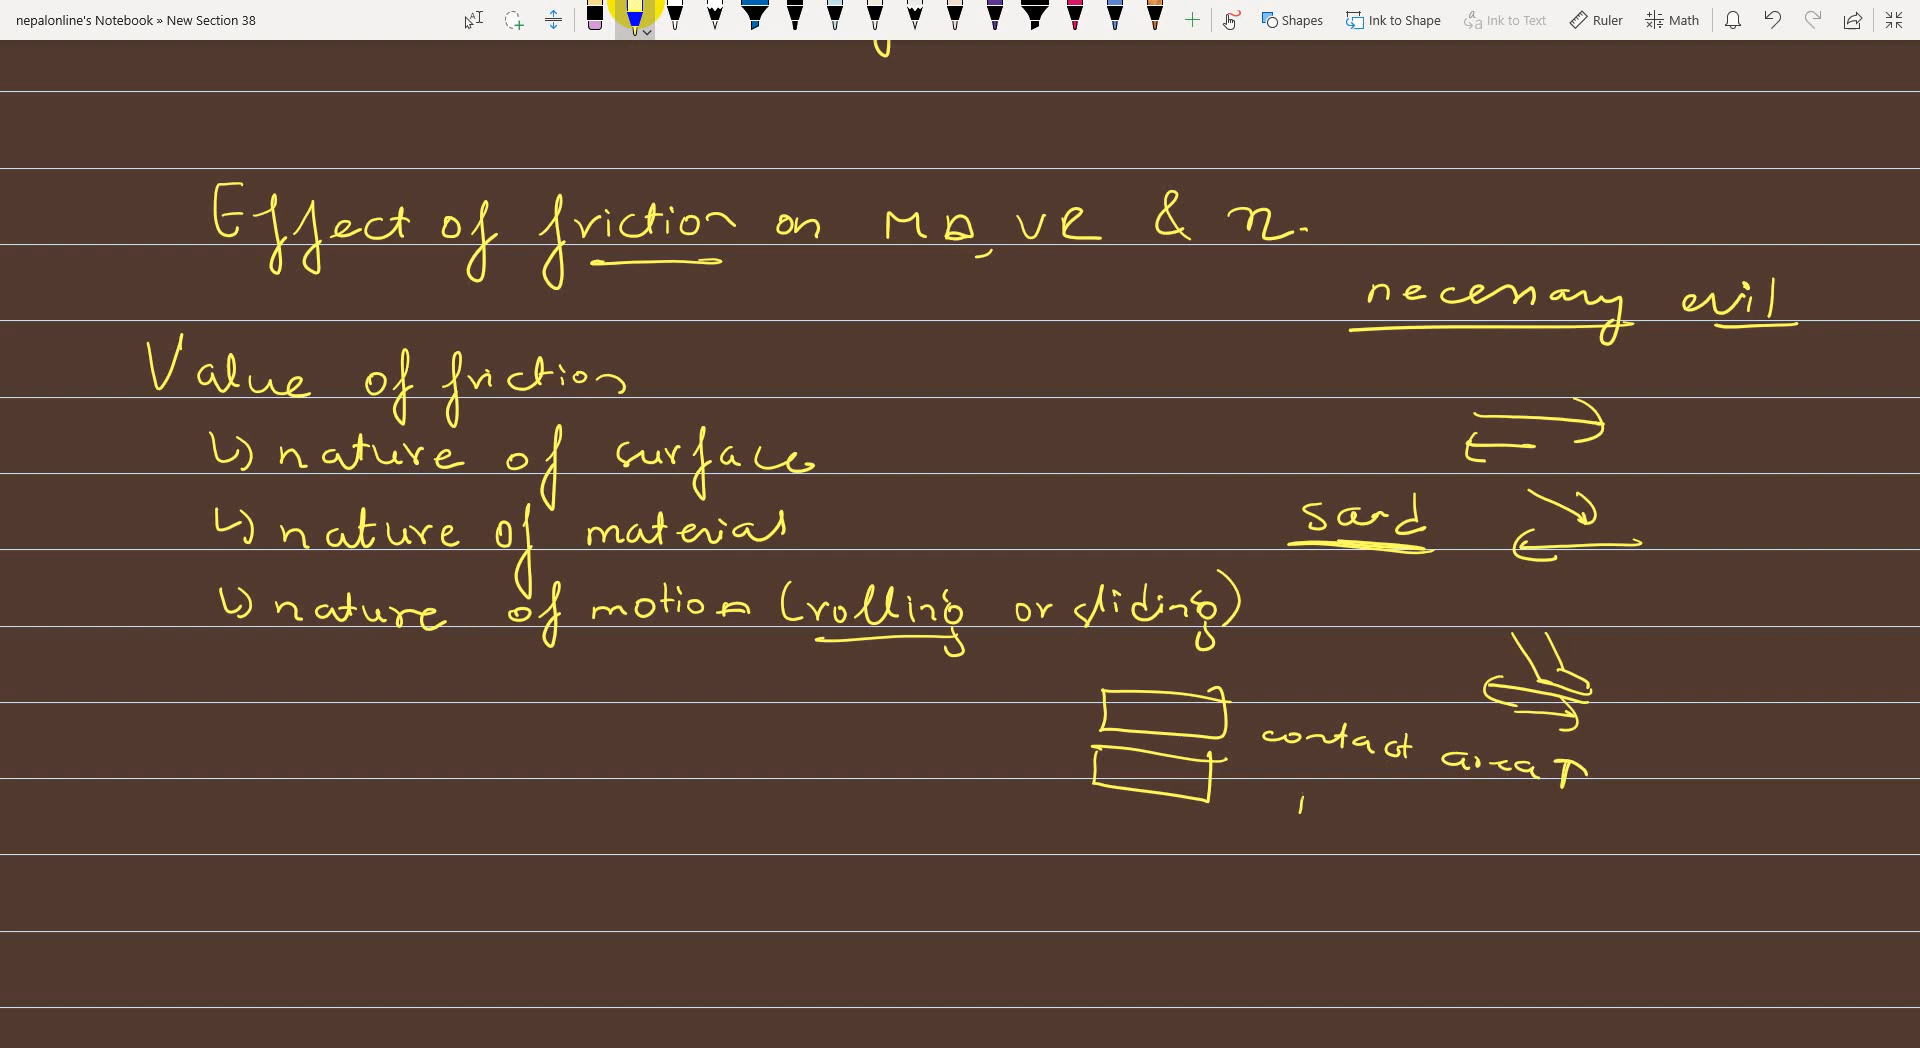 nepalonline's Notebook » New Section 38
Shapes
Ink to Shape
Ink to Text
Ruler
Math
Effect of friction on MA, VR & η.
necessary evil
Value of friction
↳ nature of surface
↳ nature of material
sand
↳ nature of motion (rolling or sliding)
contact area ↑